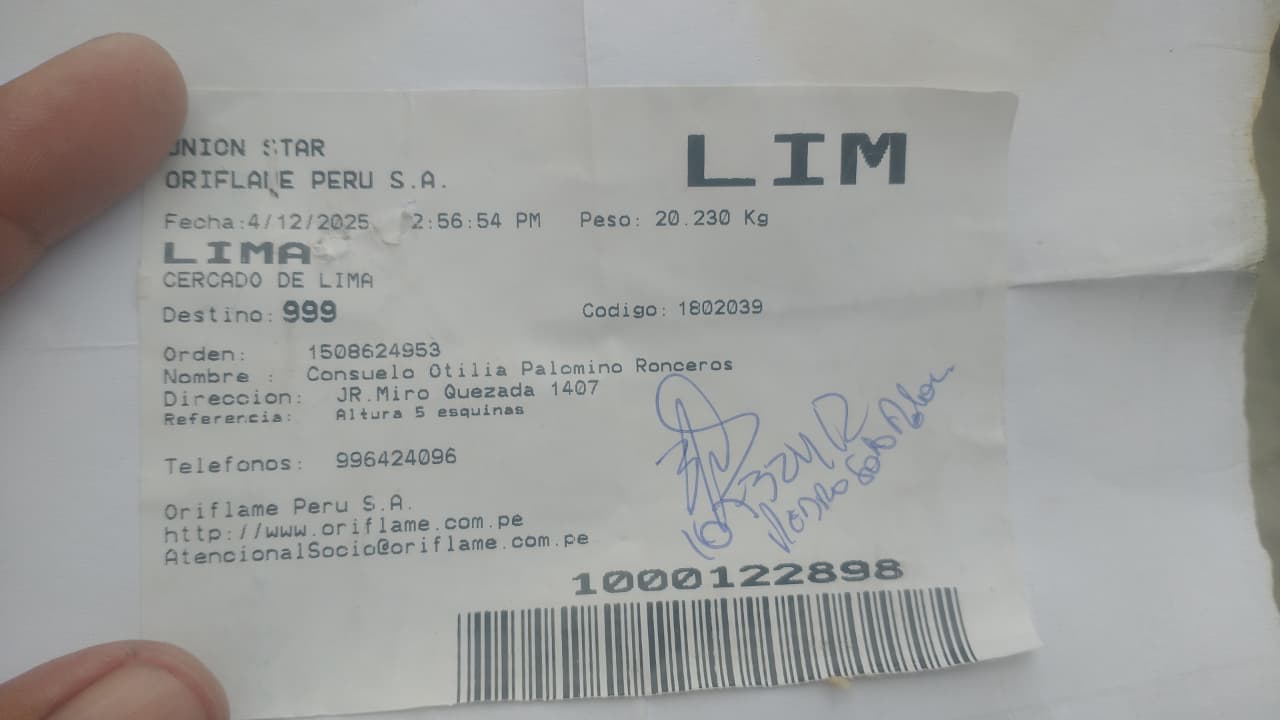 UNION STAR
ORIFLAME PERU S.A.
LIM
Fecha:4/12/2025 2:56:54 PM Peso: 20.230 Kg
LIMA
CERCADO DE LIMA
Destino: 999 Codigo: 1802039
Orden: 1508624953
Nombre : Consuelo Otilia Palomino Ronceros
Direccion: JR.Miro Quezada 1407
Referencia: Altura 5 esquinas
Telefonos: 996424096
Oriflame Peru S.A.
http://www.oriflame.com.pe
AtencionalSocio@oriflame.com.pe
1000122898